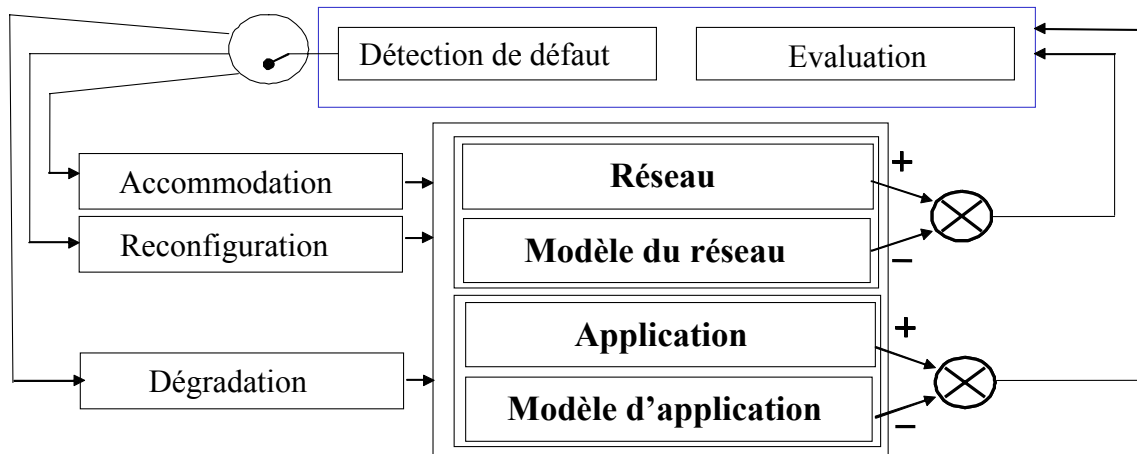 Détection de défaut
Evaluation
Accommodation
Réseau
+
Reconfiguration
Modèle du réseau
−
Application
+
Dégradation
Modèle d’application
−